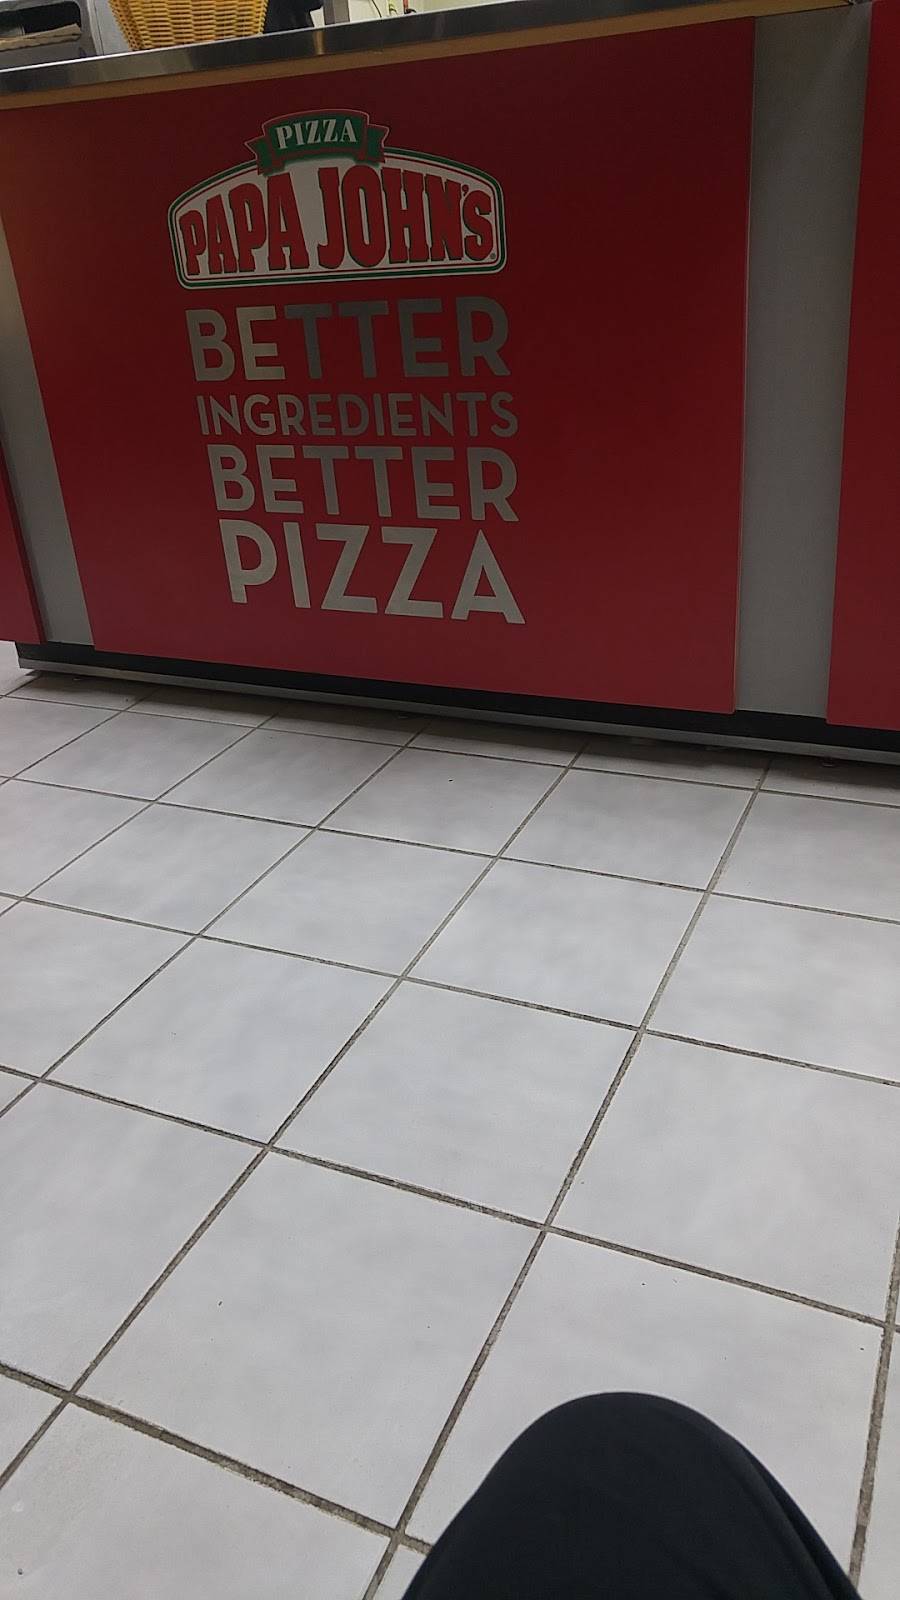 PIZZA
PAPA JOHN'S
BETTER
INGREDIENTS
BETTER
PIZZA